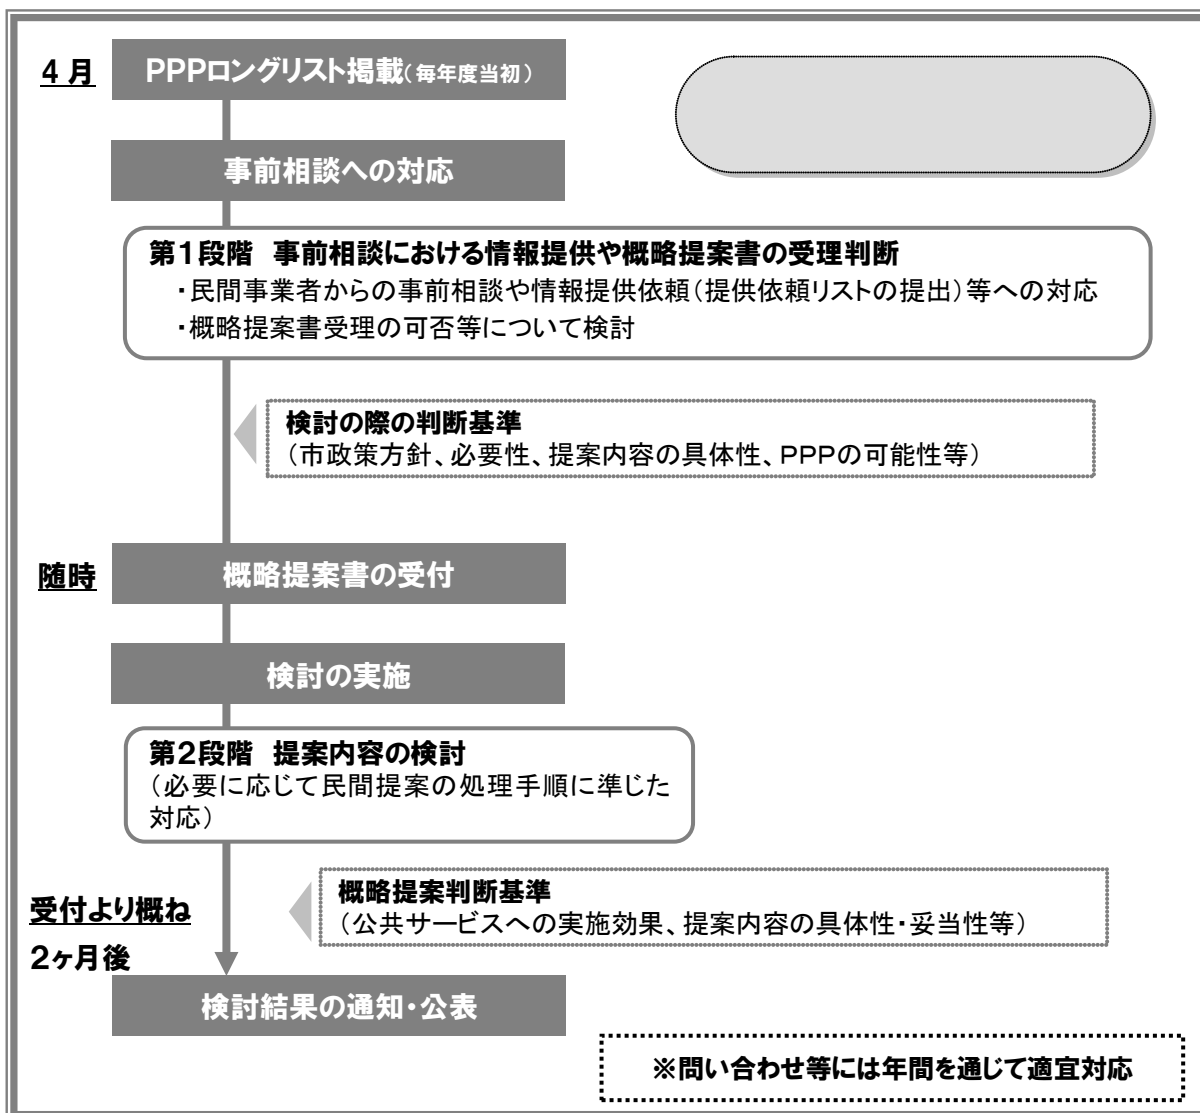 4月
PPPロングリスト掲載(毎年度当初)
事前相談への対応
第1段階 事前相談における情報提供や概略提案書の受理判断
・民間事業者からの事前相談や情報提供依頼(提供依頼リストの提出)等への対応
・概略提案書受理の可否等について検討
検討の際の判断基準
(市政策方針、必要性、提案内容の具体性、PPPの可能性等)
随時
概略提案書の受付
検討の実施
第2段階 提案内容の検討
(必要に応じて民間提案の処理手順に準じた
対応)
概略提案判断基準
(公共サービスへの実施効果、提案内容の具体性・妥当性等)
受付より概ね
2ヶ月後
検討結果の通知・公表
※問い合わせ等には年間を通じて適宜対応